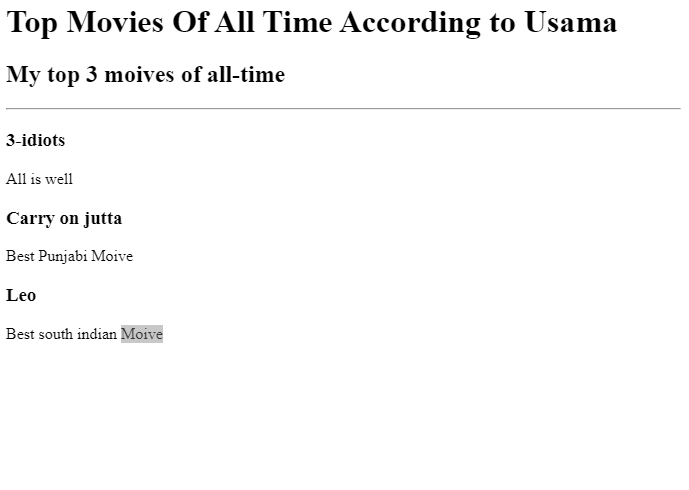 Top Movies Of All Time According to Usama
My top 3 moives of all-time
3-idiots
All is well
Carry on jutta
Best Punjabi Moive
Leo
Best south indian Moive